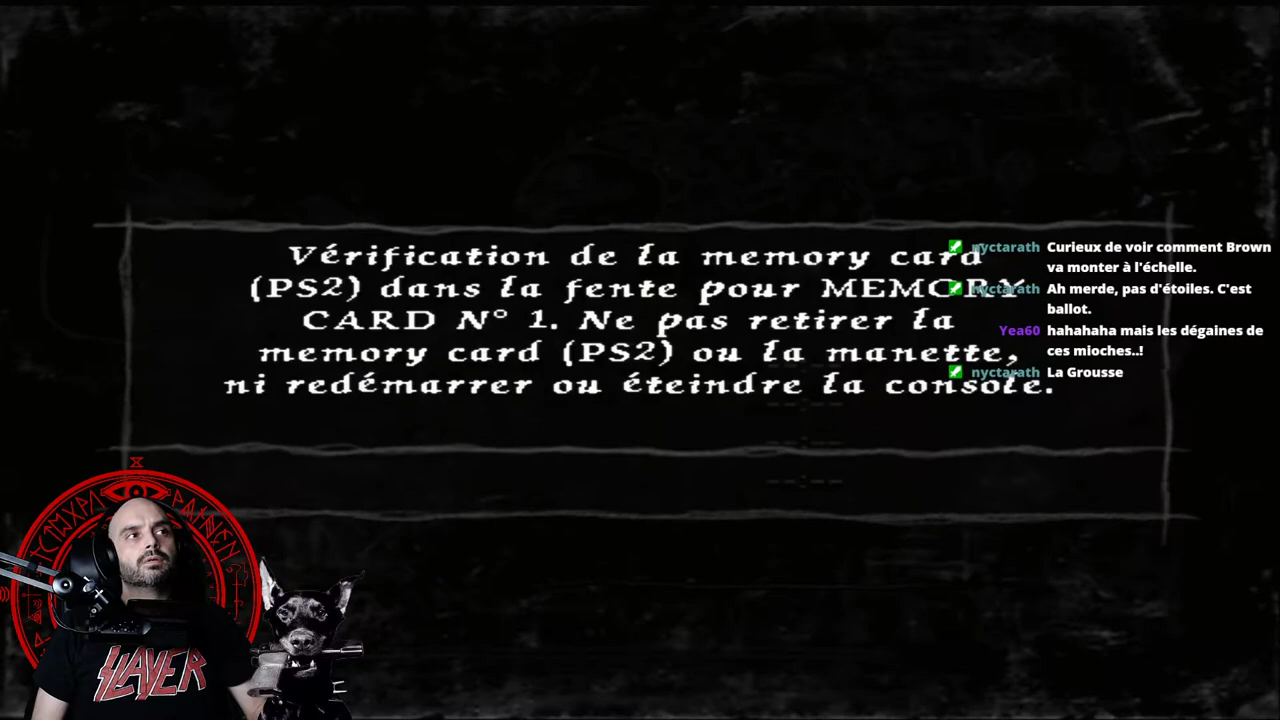 Vérification de la memory card
(PS2) dans la fente pour MEMORY
CARD N° 1. Ne pas retirer la
memory card (PS2) ou la manette,
ni redémarrer ou éteindre la console.
nyctarath Curieux de voir comment Brown
va monter à l'échelle.
nyctarath Ah merde, pas d'étoiles. C'est
ballot.
Yea60 hahahaha mais les dégaines de
ces mioches..!
nyctarath La Grousse
SLAYER